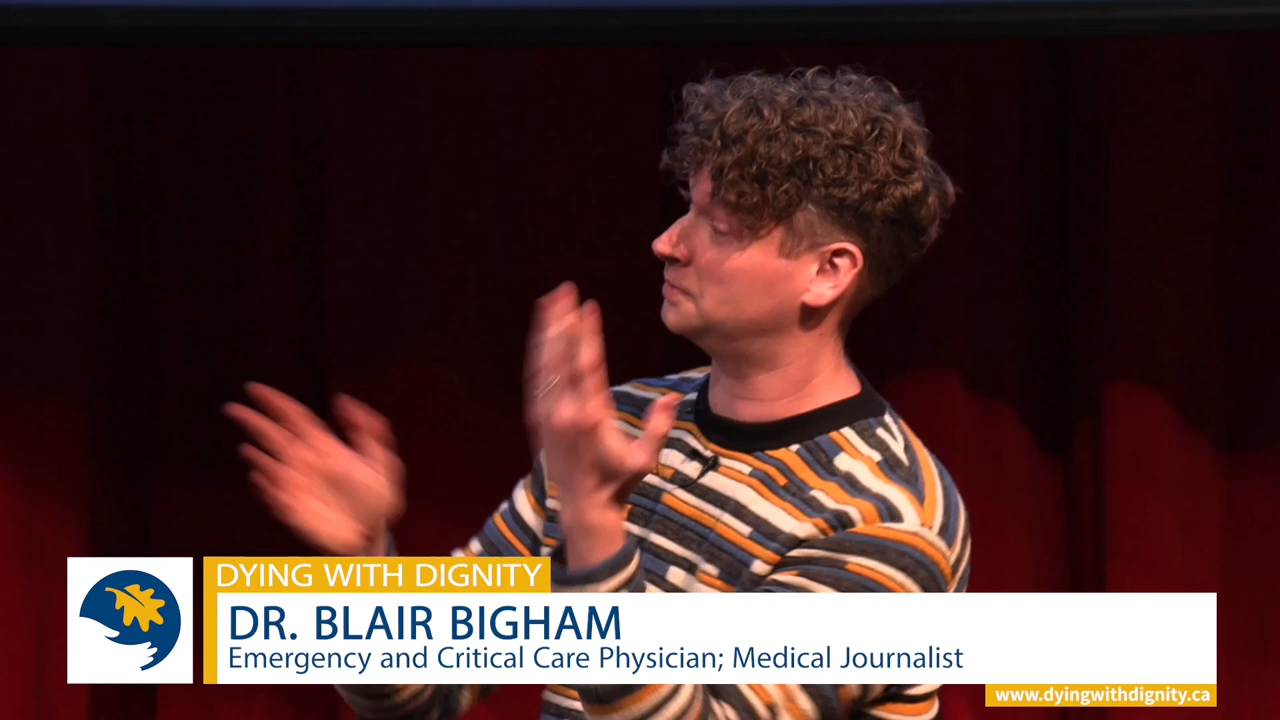 DYING WITH DIGNITY
DR. BLAIR BIGHAM
Emergency and Critical Care Physician; Medical Journalist
www.dyingwithdignity.ca